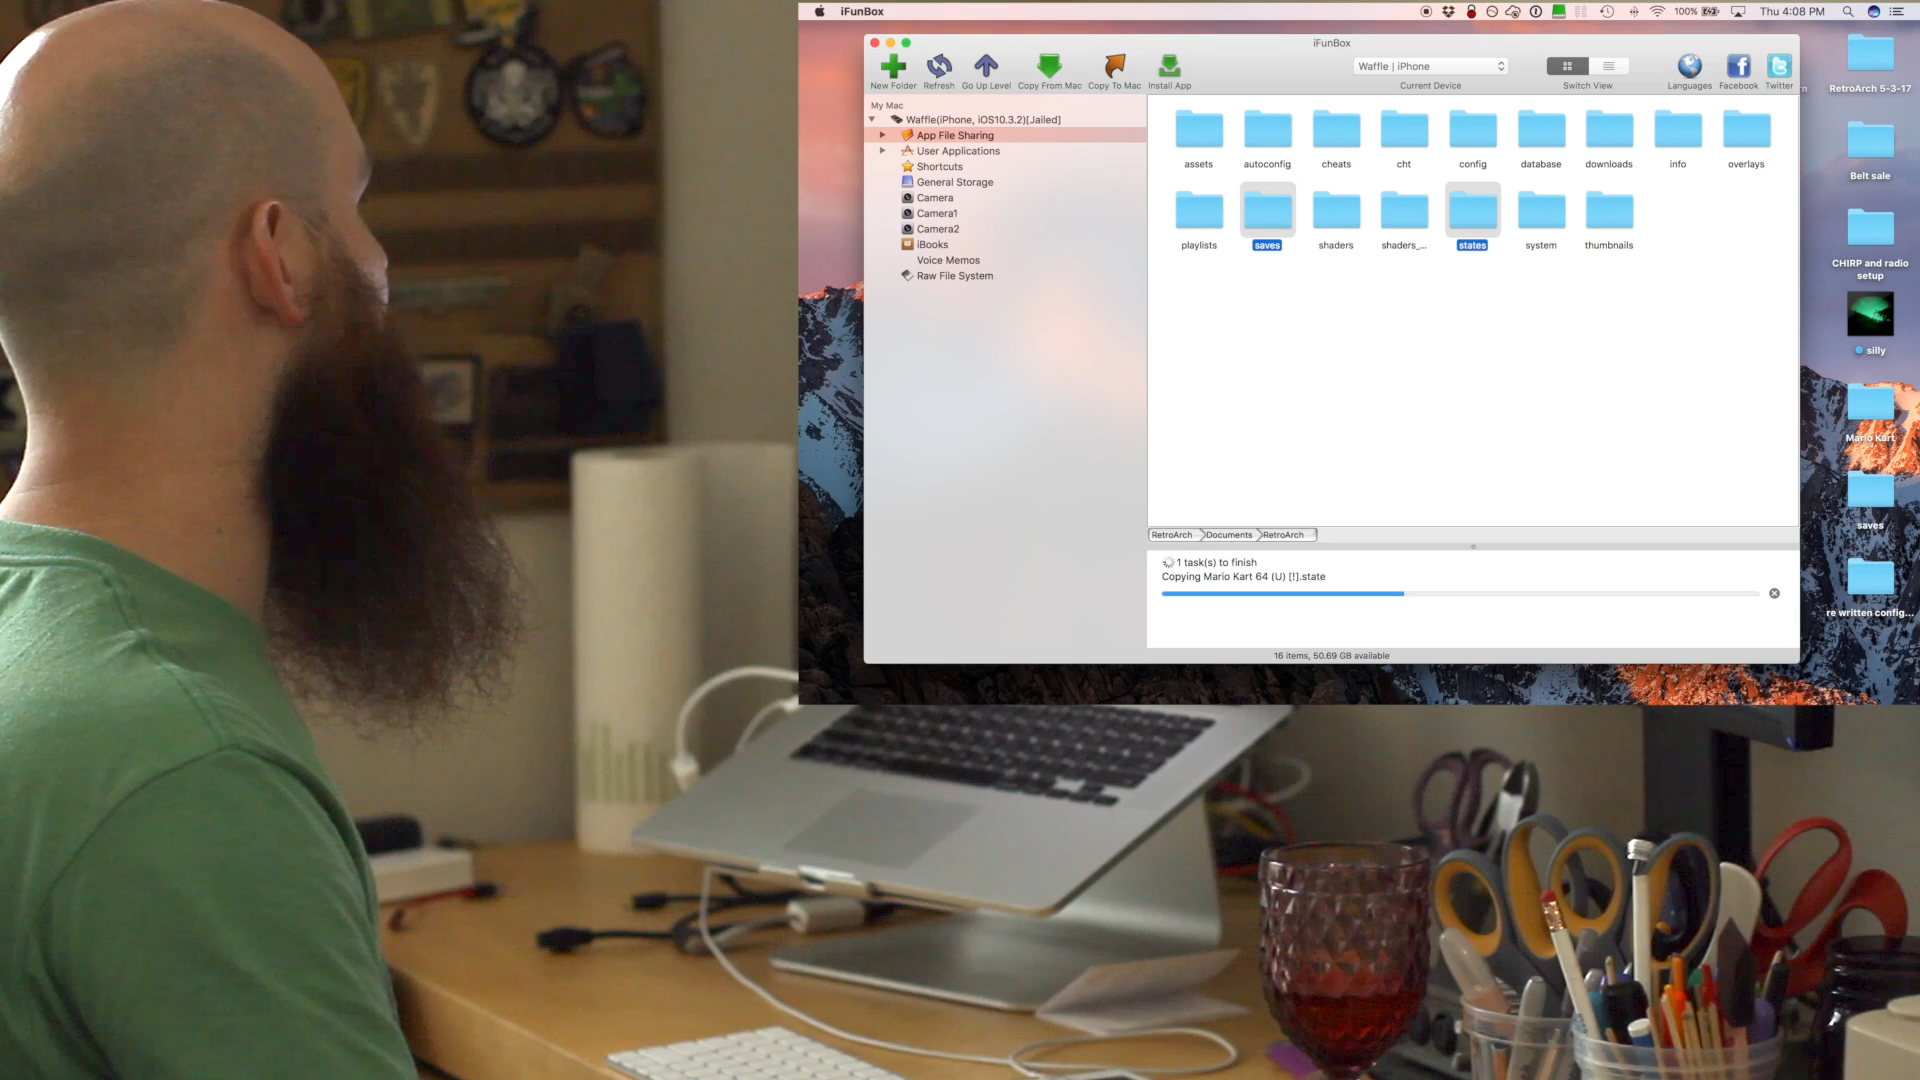 iFunBox
100%
Thu 4:08 PM
iFunBox
Waffle | iPhone
New Folder Refresh Go Up Level Copy From Mac Copy To Mac Install App Current Device Switch View Languages Facebook Twitter
My Mac
Waffle(iPhone, iOS10.3.2)[Jailed]
App File Sharing
User Applications
Shortcuts
General Storage
Camera
Camera1
Camera2
iBooks
Voice Memos
Raw File System
assets autoconfig cheats cht config database downloads info overlays
playlists saves shaders shaders_... states system thumbnails
RetroArch Documents RetroArch
1 task(s) to finish
Copying Mario Kart 64 (U) [!].state
16 items, 50.69 GB available
RetroArch 5-3-17
Belt sale
CHIRP and radio
setup
silly
Mario Kart
saves
re written config...